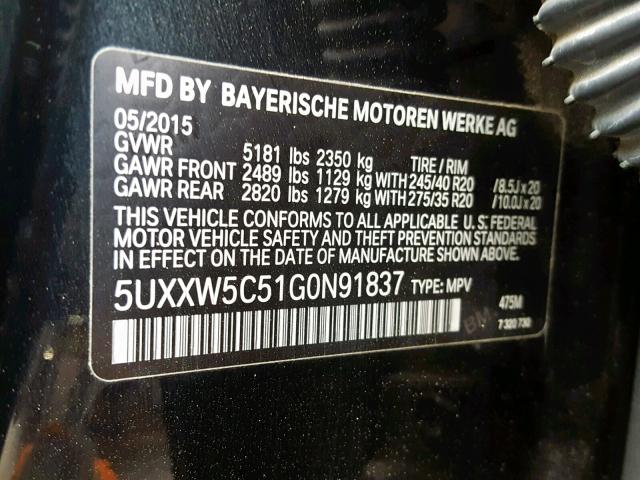 MFD BY BAYERISCHE MOTOREN WERKE AG
05/2015
GVWR 5181 lbs 2350 kg TIRE / RIM
GAWR FRONT 2489 lbs 1129 kg WITH 245/40 R20 /8.5J x 20
GAWR REAR 2820 lbs 1279 kg WITH 275/35 R20 /10.0J x 20
THIS VEHICLE CONFORMS TO ALL APPLICABLE U.S. FEDERAL
MOTOR VEHICLE SAFETY AND THEFT PREVENTION STANDARDS
IN EFFECT ON THE DATE OF MANUFACTURE SHOWN ABOVE.
5UXXW5C51G0N91837 TYPE: MPV 475M
7 320 730